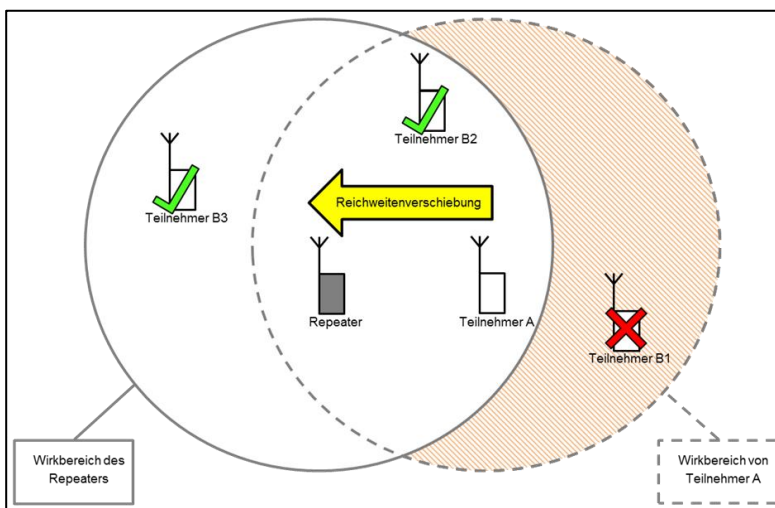 Teilnehmer B2
Teilnehmer B3
Reichweitenverschiebung
Repeater
Teilnehmer A
Teilnehmer B1
Wirkbereich des
Repeaters
Wirkbereich von
Teilnehmer A